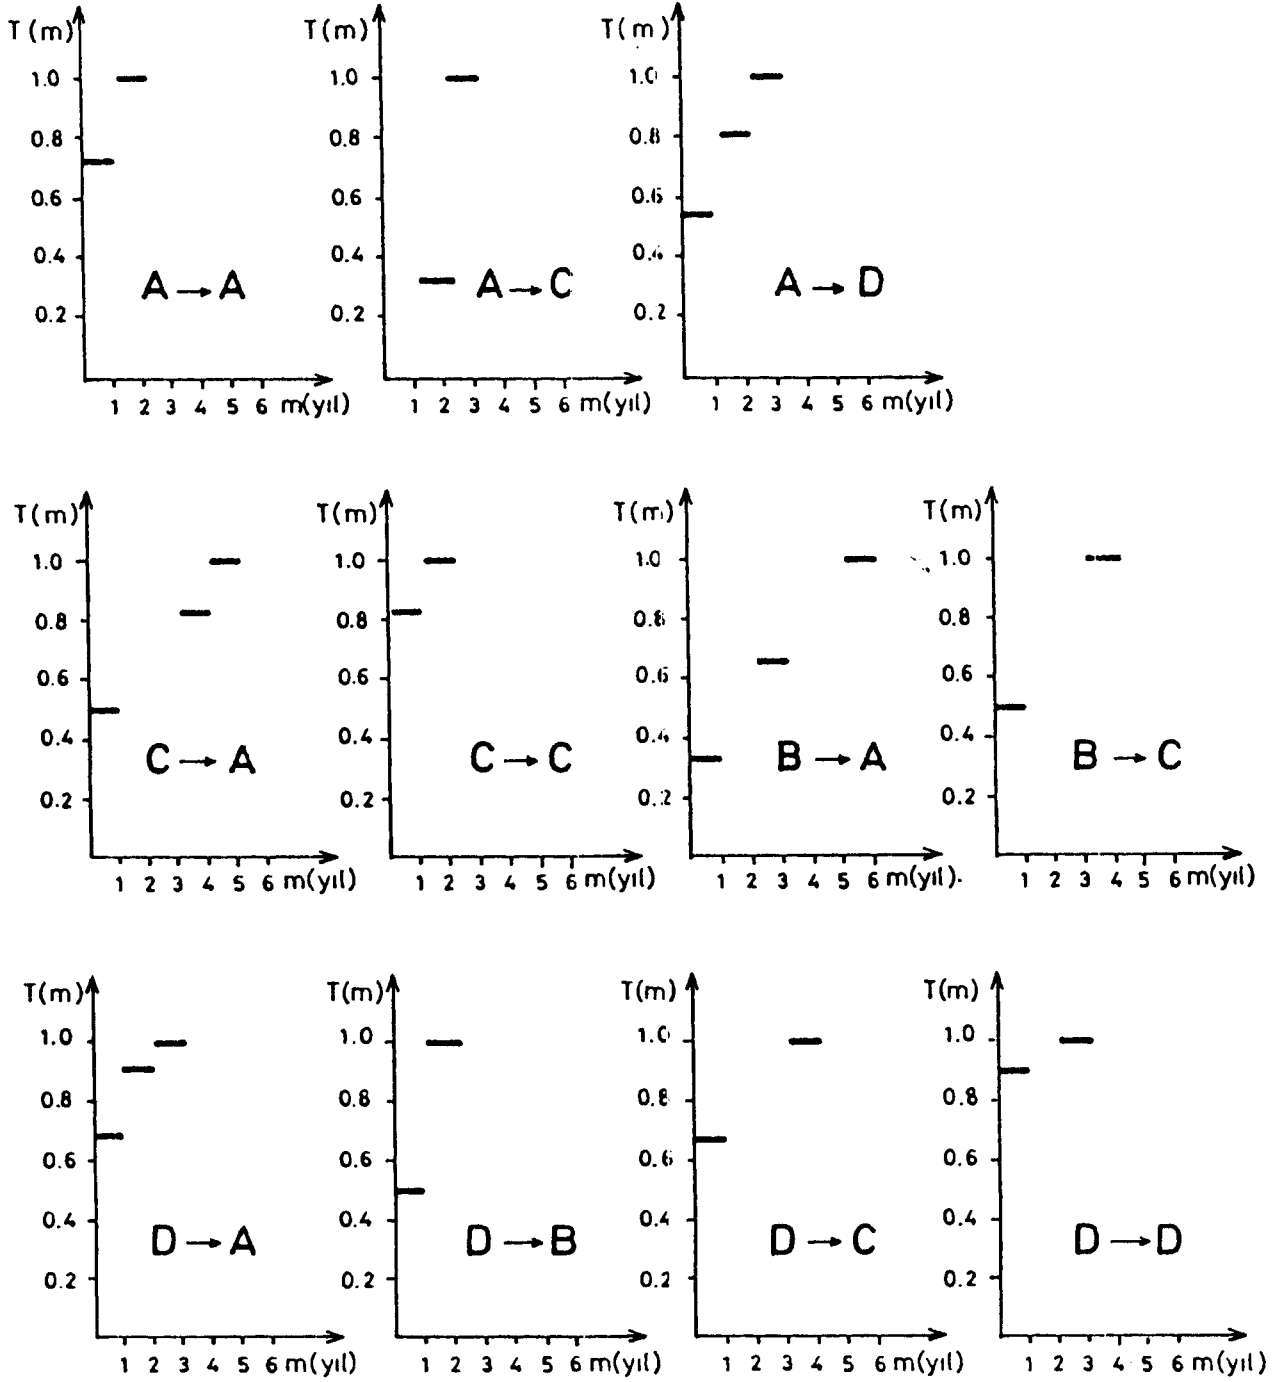 T(m) T(m) T(m)
1.0 1.0 1.0
0.8 0.8 0.8
0.6 0.6 0.6
0.4 0.4 0.4
A → A A → C A → D
0.2 0.2 0.2
1 2 3 4 5 6 m(yıl) 1 2 3 4 5 6 m(yıl) 1 2 3 4 5 6 m(yıl)
T(m) T(m) T(m) T(m)
1.0 1.0 1.0 1.0
0.8 0.8 0.8 0.8
0.6 0.6 0.6 0.6
0.4 0.4 0.4 0.4
C → A C → C B → A B → C
0.2 0.2 0.2 0.2
1 2 3 4 5 6 m(yıl) 1 2 3 4 5 6 m(yıl) 1 2 3 4 5 6 m(yıl). 1 2 3 4 5 6 m(yıl)
T(m) T(m) T(m) T(m)
1.0 1.0 1.0 1.0
0.8 0.8 0.8 0.8
0.6 0.6 0.6 0.6
0.4 0.4 0.4 0.4
D → A D → B D → C D → D
0.2 0.2 0.2 0.2
1 2 3 4 5 6 m(yıl) 1 2 3 4 5 6 m(yıl) 1 2 3 4 5 6 m(yıl) 1 2 3 4 5 6 m(yıl)